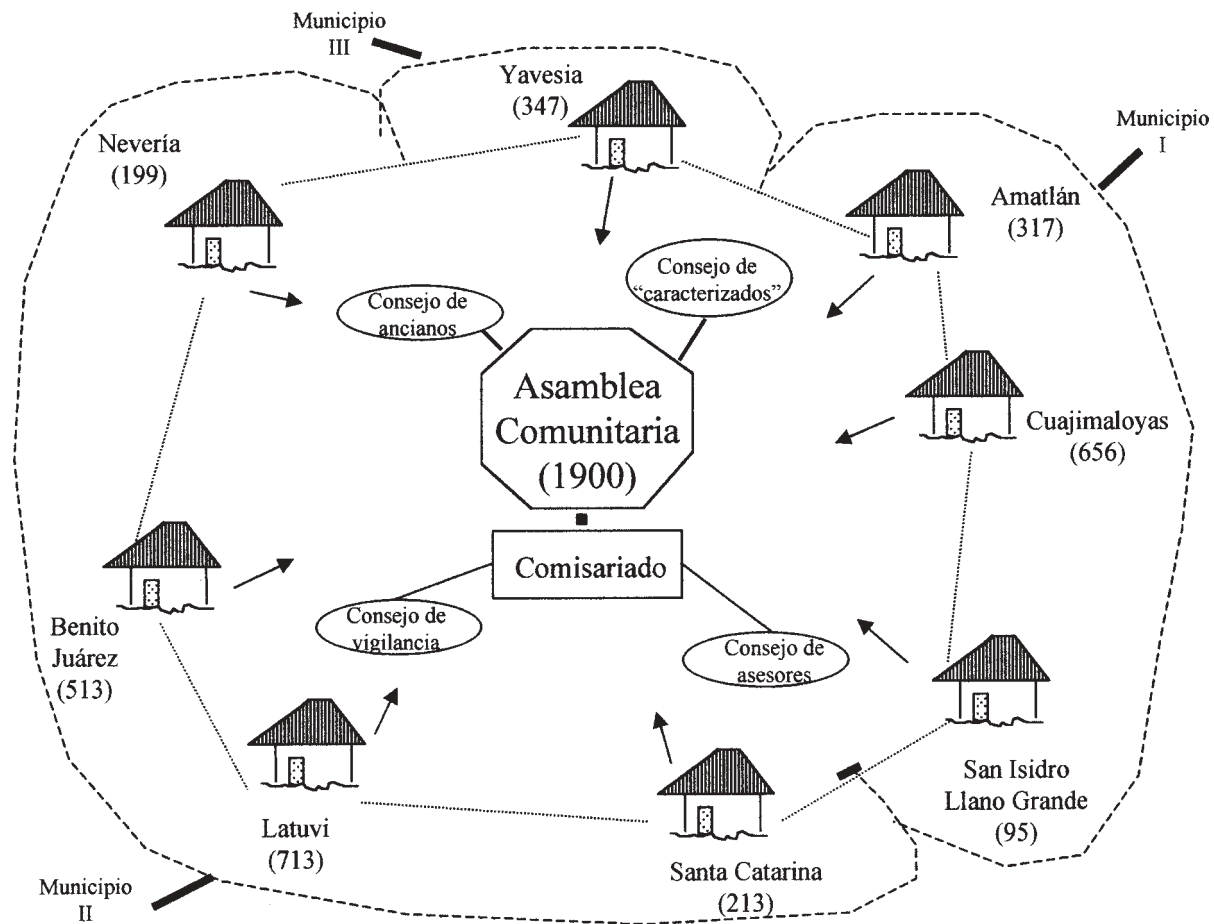 Municipio
III
Yavesia
(347)
Municipio
I
Nevería
(199)
Amatlán
(317)
Consejo de
ancianos
Consejo de
“caracterizados”
Asamblea
Comunitaria
(1900)
Cuajimaloyas
(656)
Comisariado
Benito
Juárez
(513)
Consejo de
vigilancia
Consejo de
asesores
Latuvi
(713)
Santa Catarina
(213)
San Isidro
Llano Grande
(95)
Municipio
II